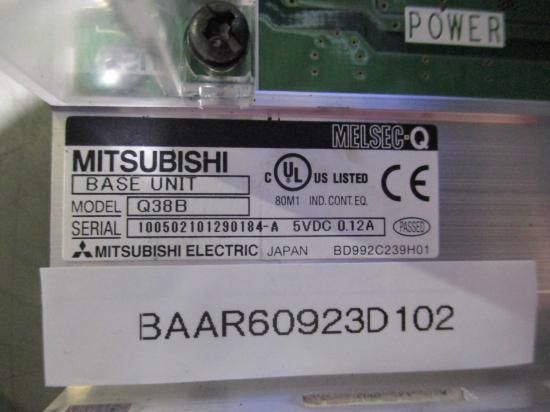 POWER
MELSEC-Q
MITSUBISHI
BASE UNIT
C UL US LISTED
CE
MODEL Q38B
80M1 IND. CONT. EQ.
SERIAL 100502101290184-A 5VDC 0.12A PASSED
MITSUBISHI ELECTRIC JAPAN BD992C239H01
BAAR60923D102